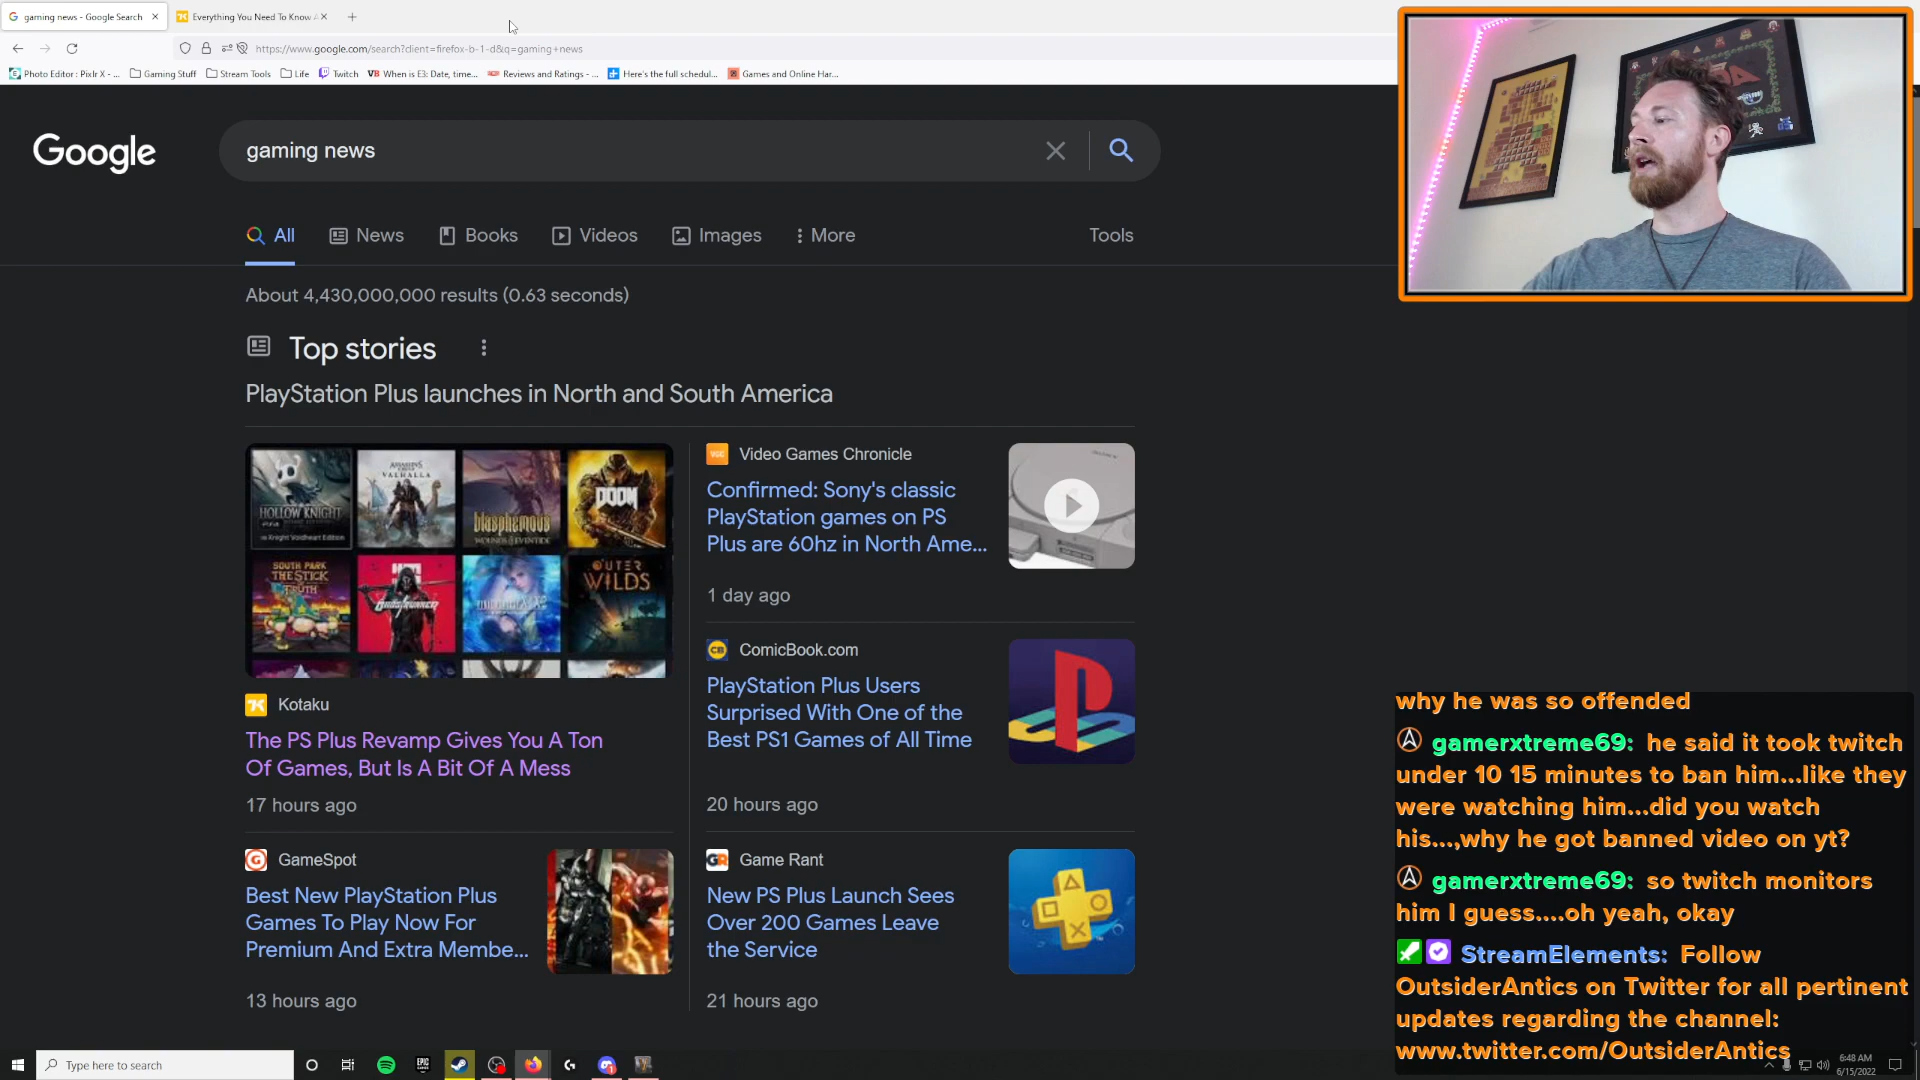 gaming news - Google Search
Everything You Need To Know
https://www.google.com/search?client=firefox-b-1-d&q=gaming+news
Photo Editor : Pixlr X - ...
Gaming Stuff
Stream Tools
Life
Twitch
When is E3: Date, time...
Reviews and Ratings - ...
Here's the full schedul...
Games and Online Har...
Google
gaming news
All
News
Books
Videos
Images
More
Tools
About 4,430,000,000 results (0.63 seconds)
Top stories
PlayStation Plus launches in North and South America
HOLLOW KNIGHT
ASSASSIN'S
VALHALLA
blasphemous
DOOM
SOUTH PARK
THE STICK
OF TRUTH
GHOSTRUNNER
OUTER
WILDS
Kotaku
The PS Plus Revamp Gives You A Ton
Of Games, But Is A Bit Of A Mess
17 hours ago
GameSpot
Best New PlayStation Plus
Games To Play Now For
Premium And Extra Membe...
13 hours ago
VGC
Video Games Chronicle
Confirmed: Sony's classic
PlayStation games on PS
Plus are 60hz in North Ame...
1 day ago
CB
ComicBook.com
PlayStation Plus Users
Surprised With One of the
Best PS1 Games of All Time
20 hours ago
GR
Game Rant
New PS Plus Launch Sees
Over 200 Games Leave
the Service
21 hours ago
why he was so offended
gamerxtreme69: he said it took twitch
under 10 15 minutes to ban him...like they
were watching him...did you watch
his...,why he got banned video on yt?
gamerxtreme69: so twitch monitors
him I guess....oh yeah, okay
StreamElements: Follow
OutsiderAntics on Twitter for all pertinent
updates regarding the channel:
www.twitter.com/OutsiderAntics
Type here to search
6:48 AM
6/15/2022